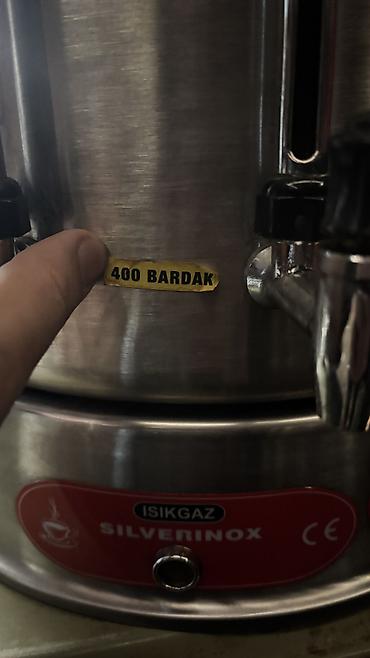 400 BARDAK
ISIKGAZ
SILVERINOX
CE